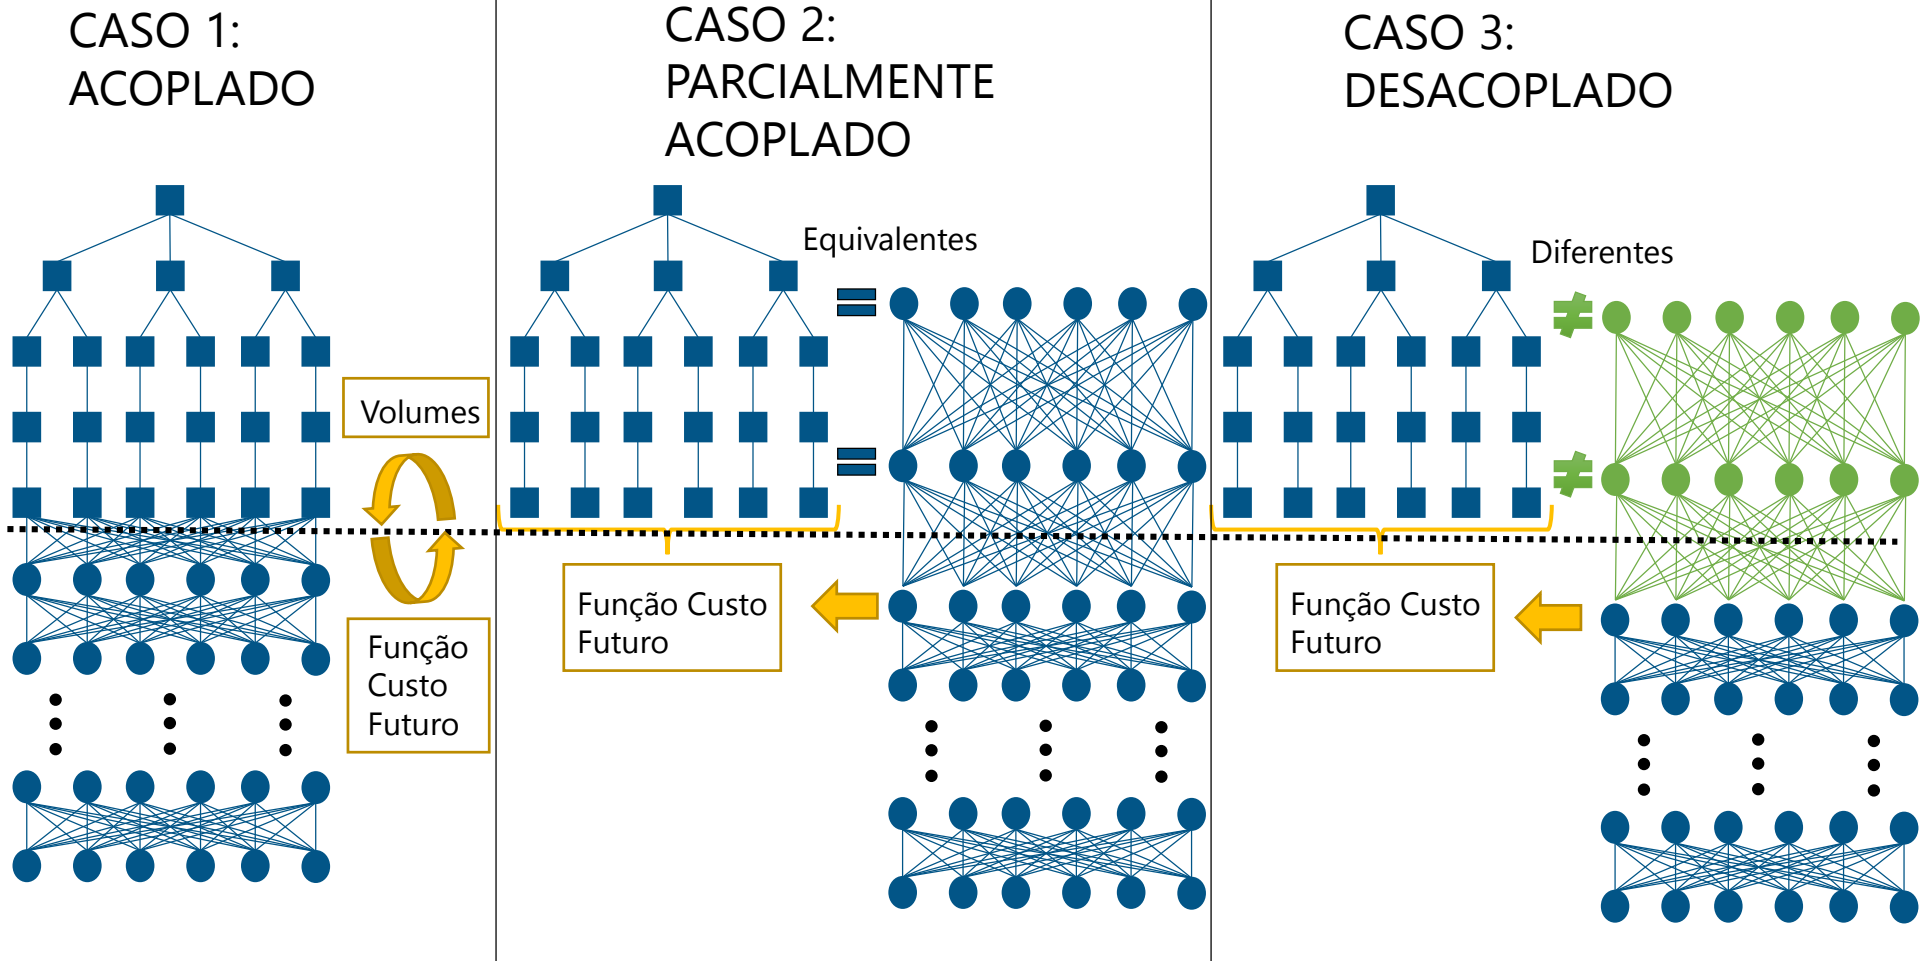 CASO 1:
ACOPLADO
Volumes
Função
Custo
Futuro
CASO 2:
PARCIALMENTE
ACOPLADO
Equivalentes
Função Custo
Futuro
CASO 3:
DESACOPLADO
Diferentes
Função Custo
Futuro